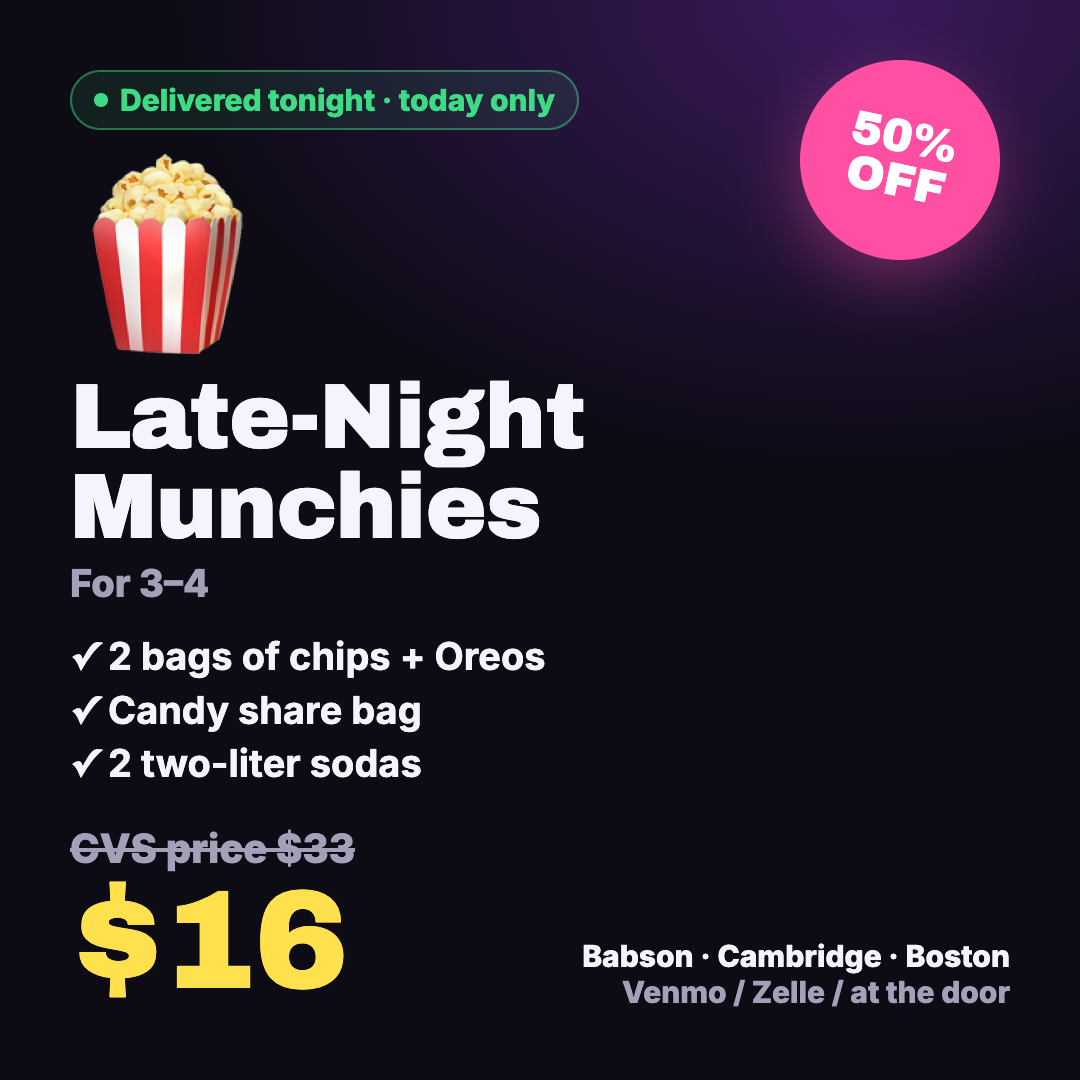 Delivered tonight · today only
50%
OFF
Late-Night
Munchies
For 3–4
✓ 2 bags of chips + Oreos
✓ Candy share bag
✓ 2 two-liter sodas
CVS price $33
$16
Babson · Cambridge · Boston
Venmo / Zelle / at the door